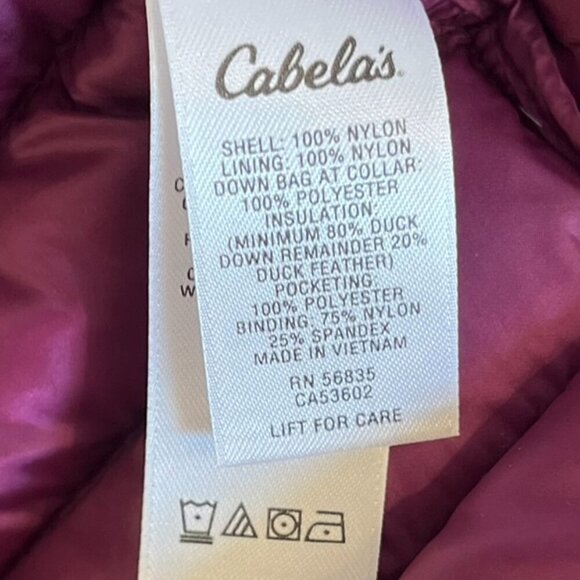 Cabela's.
SHELL: 100% NYLON
LINING: 100% NYLON
DOWN BAG AT COLLAR:
100% POLYESTER
INSULATION:
(MINIMUM 80% DUCK
DOWN REMAINDER 20%
DUCK FEATHER)
POCKETING:
100% POLYESTER
BINDING: 75% NYLON
25% SPANDEX
MADE IN VIETNAM
RN 56835
CA53602
LIFT FOR CARE